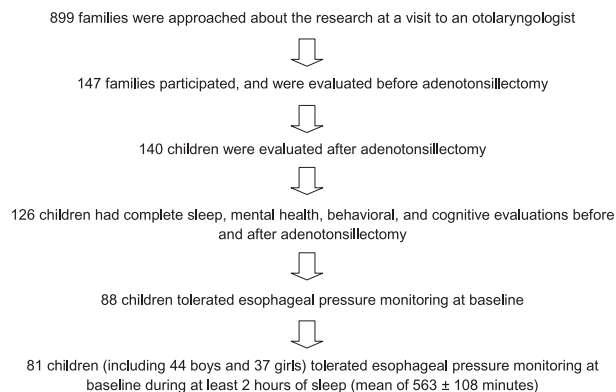 899 families were approached about the research at a visit to an otolaryngologist
147 families participated, and were evaluated before adenotonsillectomy
140 children were evaluated after adenotonsillectomy
126 children had complete sleep, mental health, behavioral, and cognitive evaluations before
and after adenotonsillectomy
88 children tolerated esophageal pressure monitoring at baseline
81 children (including 44 boys and 37 girls) tolerated esophageal pressure monitoring at
baseline during at least 2 hours of sleep (mean of 563 ± 108 minutes)